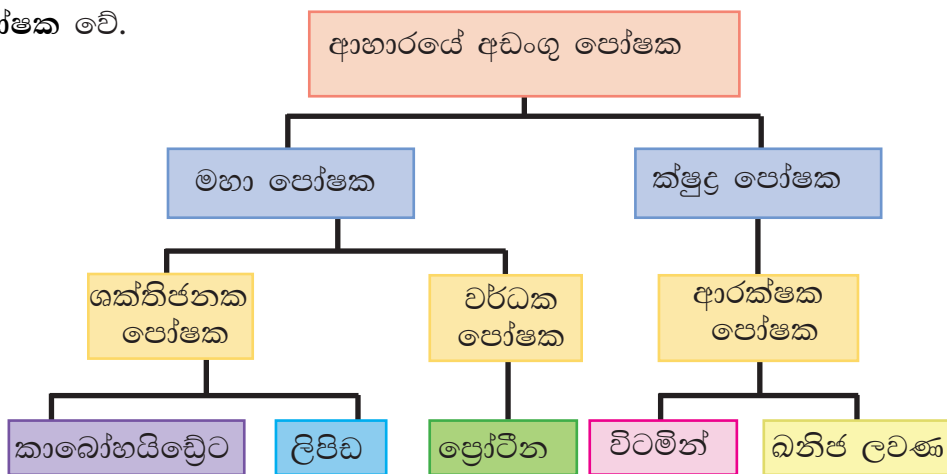 පෝෂක වේ.
ආහාරයේ අඩංගු පෝෂක
මහා පෝෂක
ක්ෂුද්‍ර පෝෂක
ශක්තිජනක
පෝෂක
වර්ධක
පෝෂක
ආරක්ෂක
පෝෂක
කාබෝහයිඩ්‍රේට
ලිපිඩ
ප්‍රෝටීන
විටමින්
ඛනිජ ලවණ